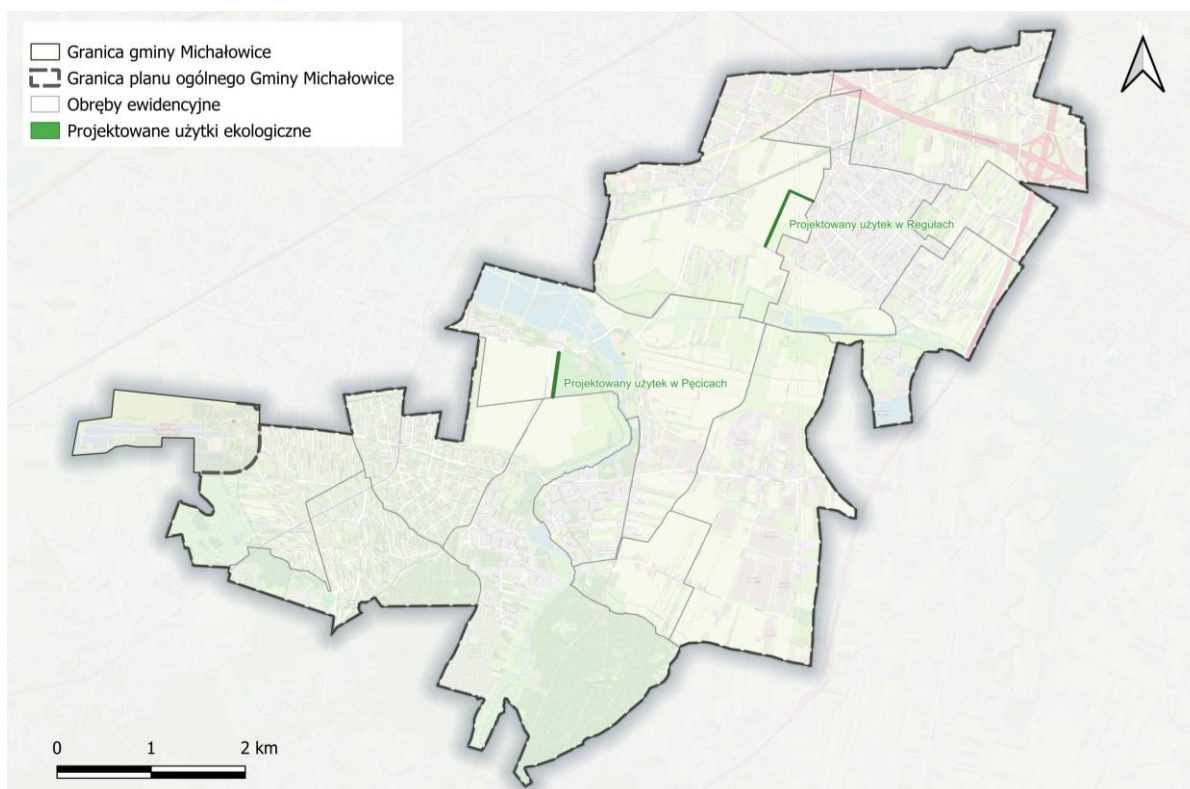 Granica gminy Michałowice
Granica planu ogólnego Gminy Michałowice
Obręby ewidencyjne
Projektowane użytki ekologiczne
N
Projektowany użytek w Regułach
Projektowany użytek w Pęcicach
0 1 2 km